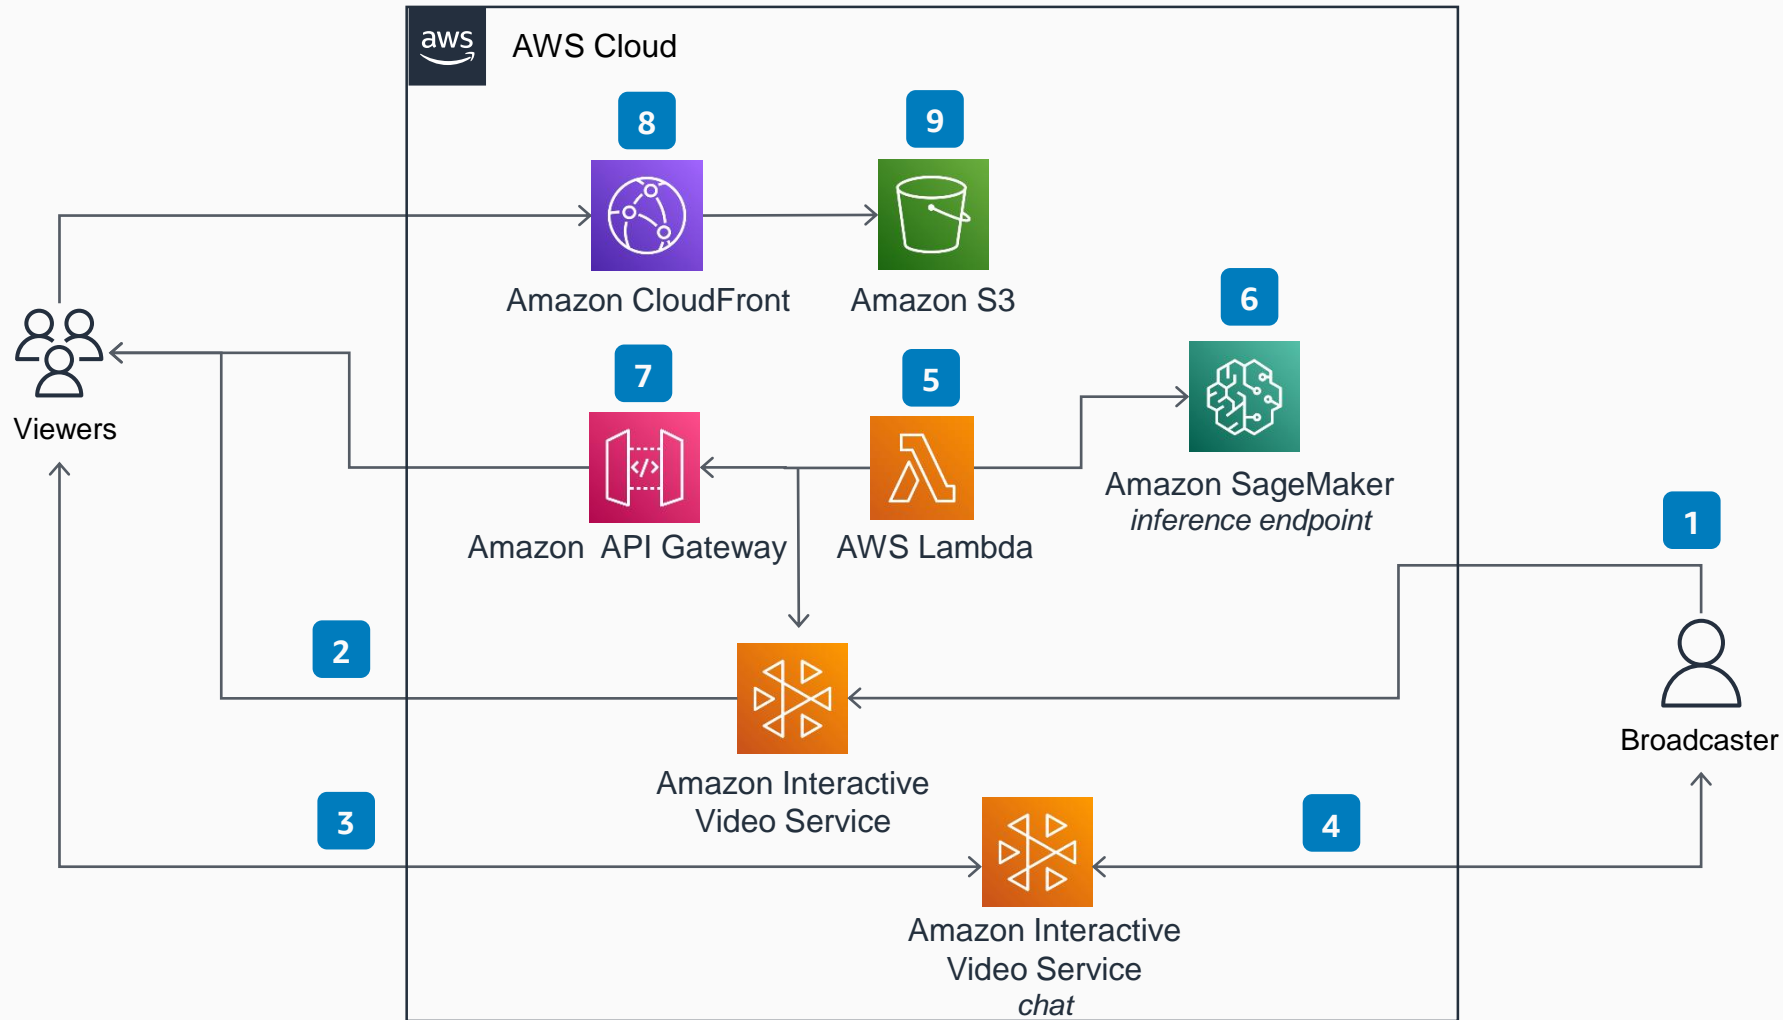 aws
AWS Cloud
8
9
Amazon CloudFront
Amazon S3
6
7
5
Viewers
</>
Amazon API Gateway
AWS Lambda
Amazon SageMaker
inference endpoint
1
2
Broadcaster
Amazon Interactive
Video Service
3
4
Amazon Interactive
Video Service
chat